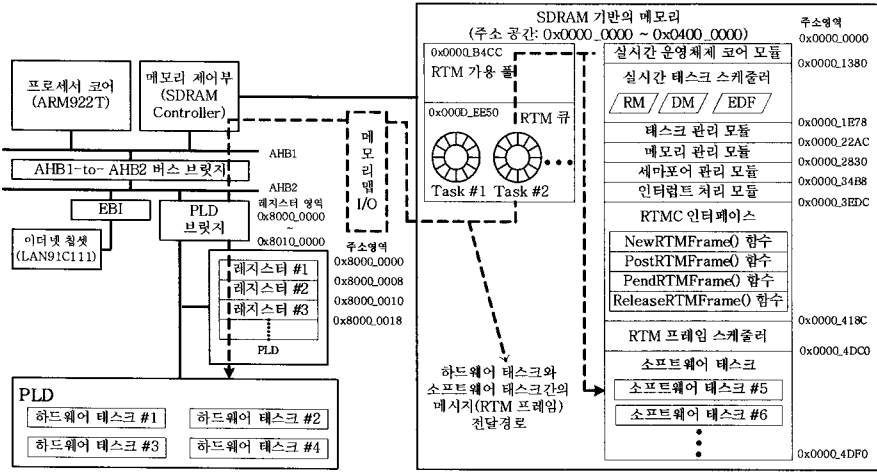 SDRAM 기반의 메모리
(주소 공간: 0x0000_0000 ~ 0x0400_0000)
주소영역
0x0000_0000
프로세서 코어
(ARM922T)
메모리 제어부
(SDRAM
Controller)
AHB1
AHB1-to- AHB2 버스 브릿지
AHB2
EBI
PLD
브릿지
이더넷 칩셋
(LAN91C111)
레지스터 영역
0x8000_0000
~
0x8010_0000
메모리맵 I/O
주소영역
0x8000_0000
레지스터 #1
0x8000_0008
레지스터 #2
0x8000_0010
레지스터 #3
0x8000_0018
PLD
PLD
하드웨어 태스크 #1
하드웨어 태스크 #2
하드웨어 태스크 #3
하드웨어 태스크 #4
0x0000_B4CC
RTM 가용 풀
0x000D_EE50
RTM 큐
Task #1
Task #2
하드웨어 태스크와
소프트웨어 태스크간의
메시지(RTM 프레임)
전달경로
실시간 운영체제 코어 모듈
0x0000_1380
실시간 태스크 스케줄러
RM
DM
EDF
0x0000_1E78
태스크 관리 모듈
0x0000_22AC
메모리 관리 모듈
0x0000_2830
세마포어 관리 모듈
0x0000_34B8
인터럽트 처리 모듈
0x0000_3EDC
RTMC 인터페이스
NewRTMFrame() 함수
PostRTMFrame() 함수
PendRTMFrame() 함수
ReleaseRTMFrame() 함수
0x0000_418C
RTM 프레임 스케줄러
0x0000_4DC0
소프트웨어 태스크
소프트웨어 태스크 #5
소프트웨어 태스크 #6
0x0000_4DF0